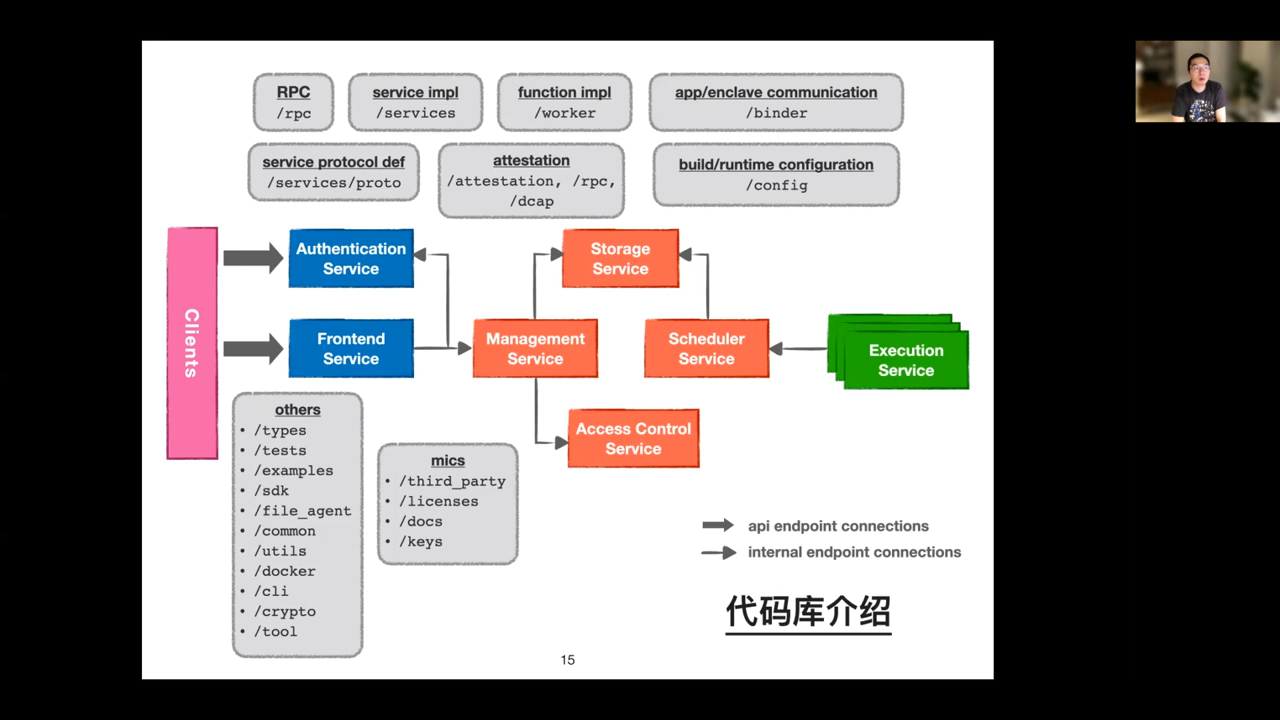 RPC
/rpc
service impl
/services
function impl
/worker
app/enclave communication
/binder
service protocol def
/services/proto
attestation
/attestation, /rpc,
/dcap
build/runtime configuration
/config
Clients
Authentication
Service
Storage
Service
Frontend
Service
Management
Service
Scheduler
Service
Execution
Service
Access Control
Service
others
• /types
• /tests
• /examples
• /sdk
• /file_agent
• /common
• /utils
• /docker
• /cli
• /crypto
• /tool
mics
• /third_party
• /licenses
• /docs
• /keys
api endpoint connections
internal endpoint connections
代码库介绍
15